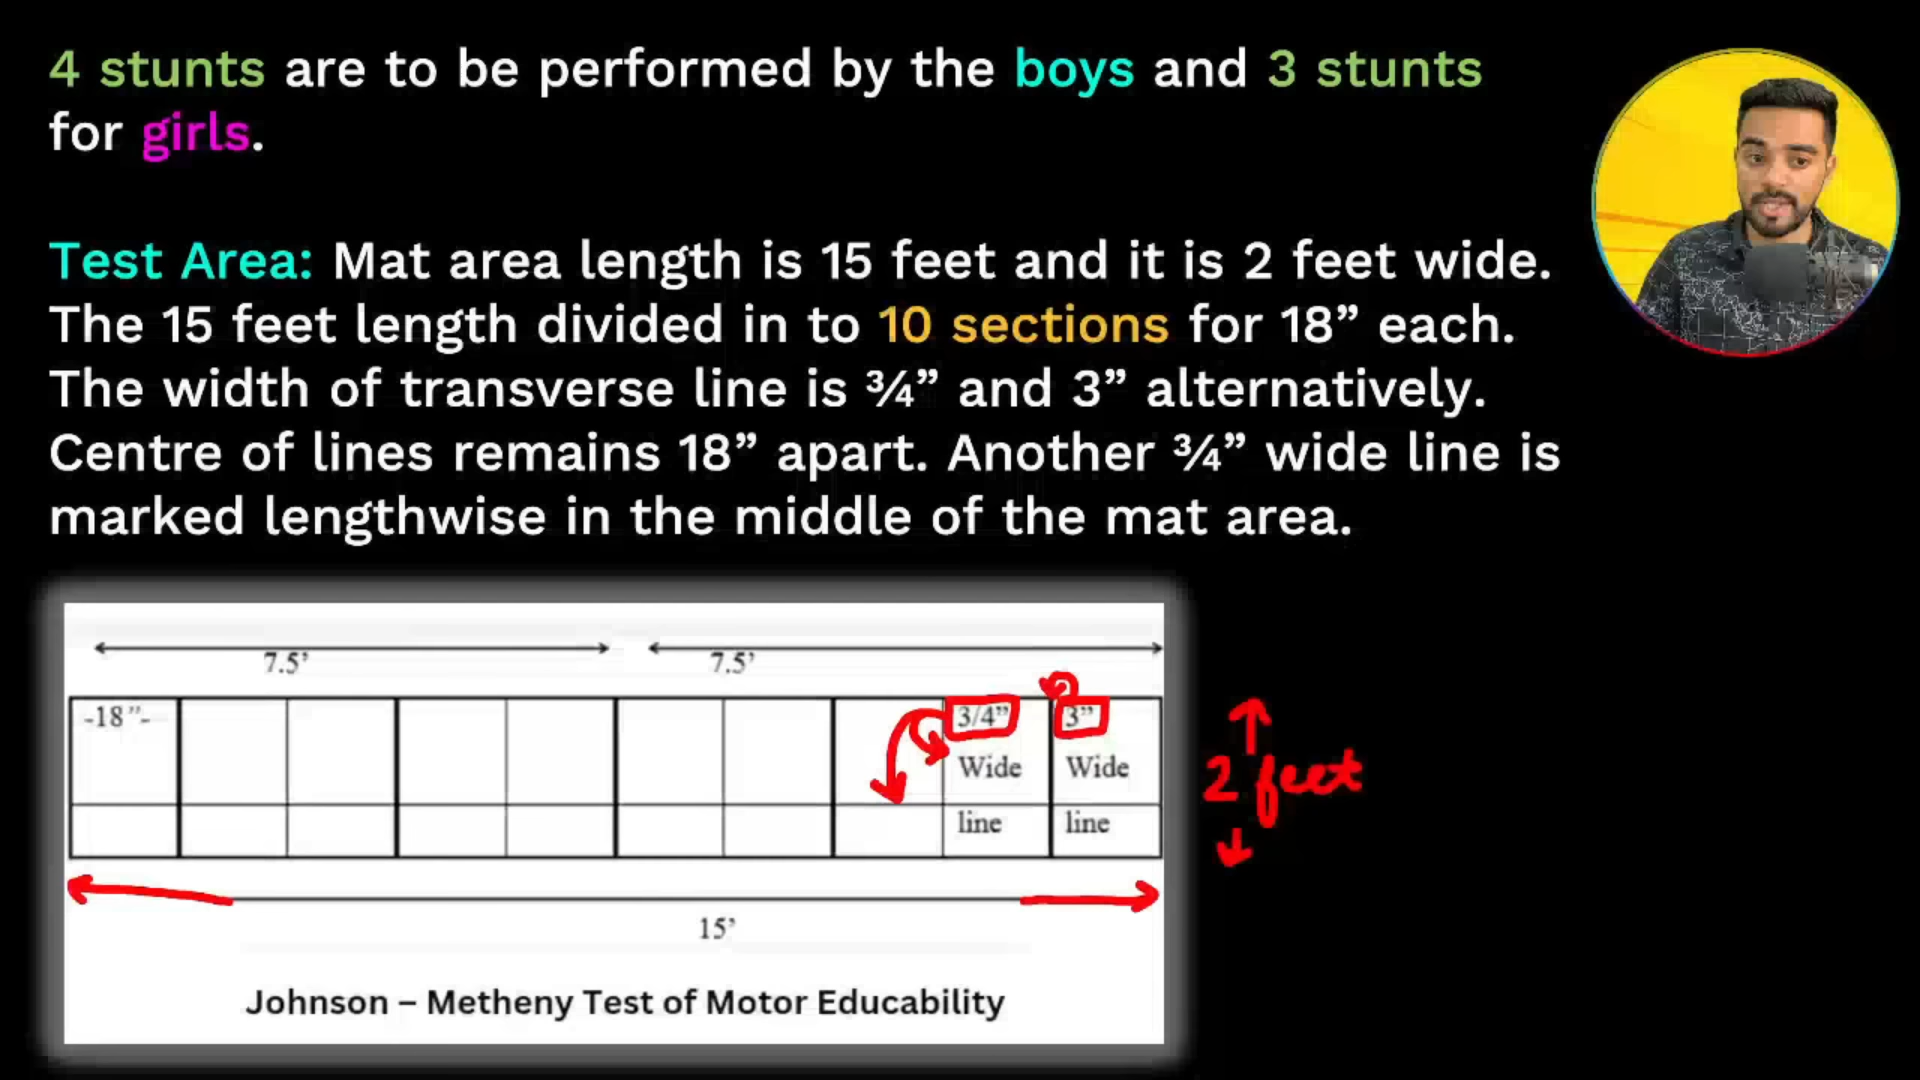 4 stunts are to be performed by the boys and 3 stunts
for girls.
Test Area: Mat area length is 15 feet and it is 2 feet wide.
The 15 feet length divided in to 10 sections for 18” each.
The width of transverse line is ¾” and 3” alternatively.
Centre of lines remains 18” apart. Another ¾” wide line is
marked lengthwise in the middle of the mat area.
7.5’ 7.5’
-18”- 3/4” 3”
Wide Wide
line line
2 feet
15’
Johnson – Metheny Test of Motor Educability